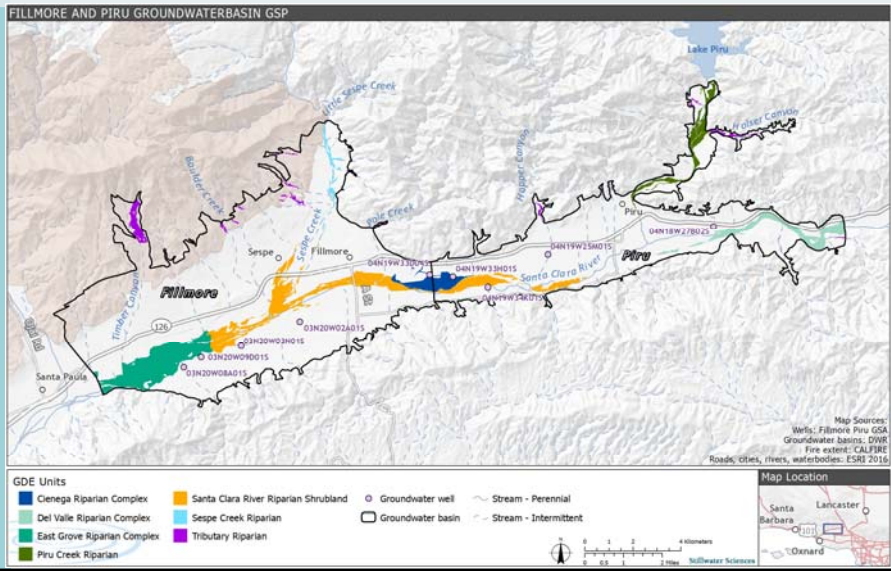 FILLMORE AND PIRU GROUNDWATERBASIN GSP
Lake Piru
Little Sespe Creek
Boulder Creek
Hopper Canyon
Pole Creek
Sespe Creek
Piru
04N18W27B02S
Sespe
Fillmore
04N19W25M01S
Piru
04N19W33H01S
Santa Clara River
Fillmore
Timber Canyon
04N19W34K01S
126
03N20W02A01S
03N20W09D01S
03N20W08A01S
Santa Paula
Map Sources:
Wells: Fillmore Piru GSA
Groundwater basins: DWR
Fire extent: CALFIRE
Roads, cities, rivers, waterbodies: ESRI 2016
GDE Units
Cienega Riparian Complex
Del Valle Riparian Complex
East Grove Riparian Complex
Piru Creek Riparian
Santa Clara River Riparian Shrubland
Sespe Creek Riparian
Tributary Riparian
Groundwater well
Groundwater basin
Stream - Perennial
Stream - Intermittent
N
0 1 2 4 Kilometers
0 0.5 1 2 Miles
Stillwater Sciences
Map Location
Lancaster
Santa Barbara
101
Oxnard